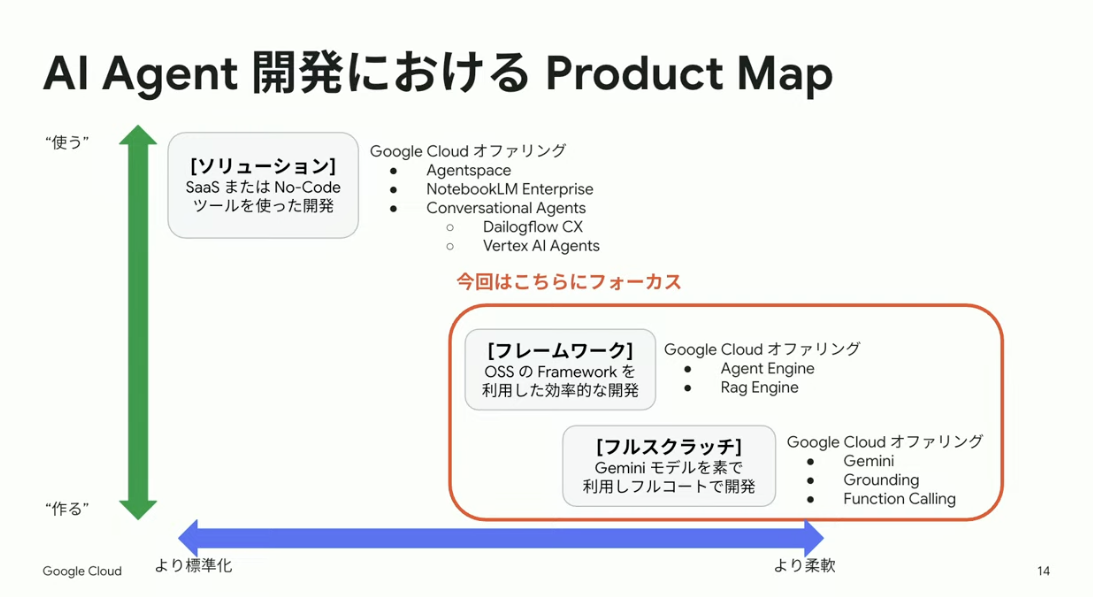 AI Agent 開発における Product Map
“使う”
[ソリューション]
SaaS または No-Code
ツールを使った開発
Google Cloud オファリング
● Agentspace
● NotebookLM Enterprise
● Conversational Agents
○ Dailogflow CX
○ Vertex AI Agents
今回はこちらにフォーカス
[フレームワーク]
OSS の Framework を
利用した効率的な開発
Google Cloud オファリング
● Agent Engine
● Rag Engine
[フルスクラッチ]
Gemini モデルを素で
利用しフルコートで開発
Google Cloud オファリング
● Gemini
● Grounding
● Function Calling
“作る”
より標準化
より柔軟
Google Cloud
14